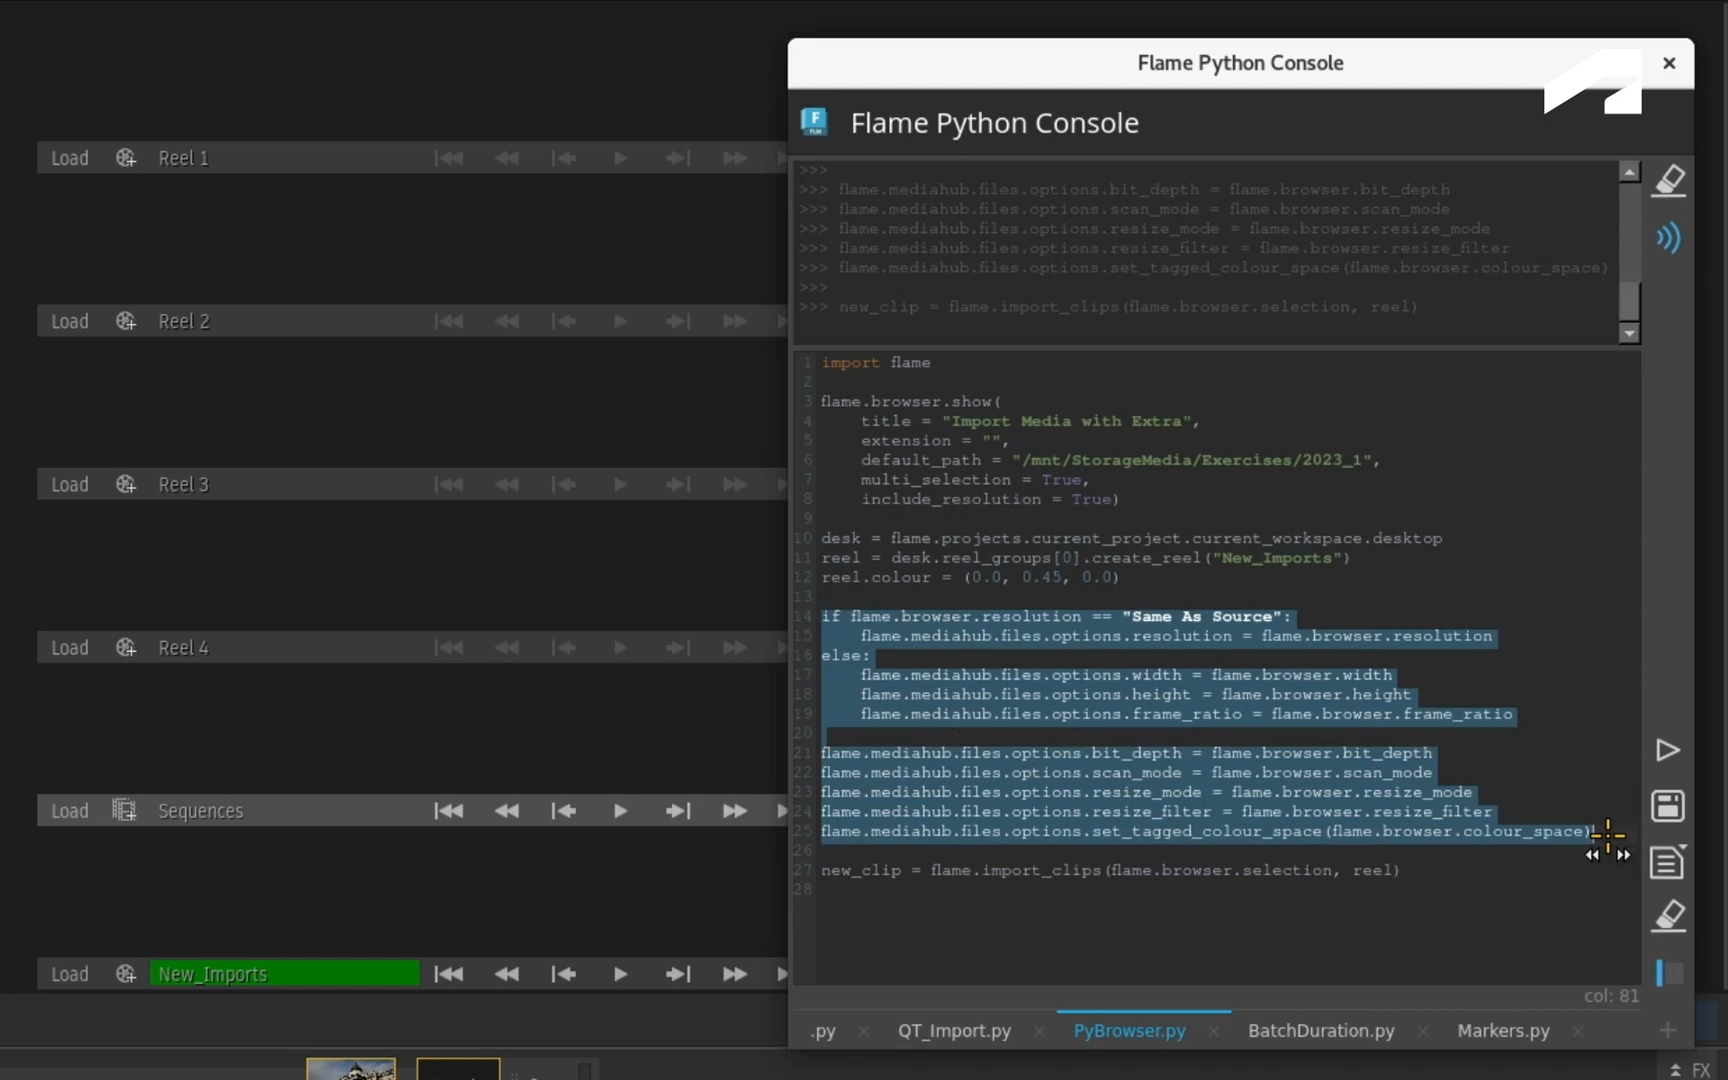 Flame Python Console
Flame Python Console
>>>
>>> flame.mediahub.files.options.bit_depth = flame.browser.bit_depth
>>> flame.mediahub.files.options.scan_mode = flame.browser.scan_mode
>>> flame.mediahub.files.options.resize_mode = flame.browser.resize_mode
>>> flame.mediahub.files.options.resize_filter = flame.browser.resize_filter
>>> flame.mediahub.files.options.set_tagged_colour_space(flame.browser.colour_space)
>>>
>>> new_clip = flame.import_clips(flame.browser.selection, reel)
1 import flame
2
3 flame.browser.show(
4     title = "Import Media with Extra",
5     extension = "",
6     default_path = "/mnt/StorageMedia/Exercises/2023_1",
7     multi_selection = True,
8     include_resolution = True)
9
10 desk = flame.projects.current_project.current_workspace.desktop
11 reel = desk.reel_groups[0].create_reel("New_Imports")
12 reel.colour = (0.0, 0.45, 0.0)
13
14 if flame.browser.resolution == "Same As Source":
15     flame.mediahub.files.options.resolution = flame.browser.resolution
16 else:
17     flame.mediahub.files.options.width = flame.browser.width
18     flame.mediahub.files.options.height = flame.browser.height
19     flame.mediahub.files.options.frame_ratio = flame.browser.frame_ratio
20
21 flame.mediahub.files.options.bit_depth = flame.browser.bit_depth
22 flame.mediahub.files.options.scan_mode = flame.browser.scan_mode
23 flame.mediahub.files.options.resize_mode = flame.browser.resize_mode
24 flame.mediahub.files.options.resize_filter = flame.browser.resize_filter
25 flame.mediahub.files.options.set_tagged_colour_space(flame.browser.colour_space)
26
27 new_clip = flame.import_clips(flame.browser.selection, reel)
28
col: 81
.py QT_Import.py PyBrowser.py BatchDuration.py Markers.py
Load Reel 1
Load Reel 2
Load Reel 3
Load Reel 4
Load Sequences
Load New_Imports
FX